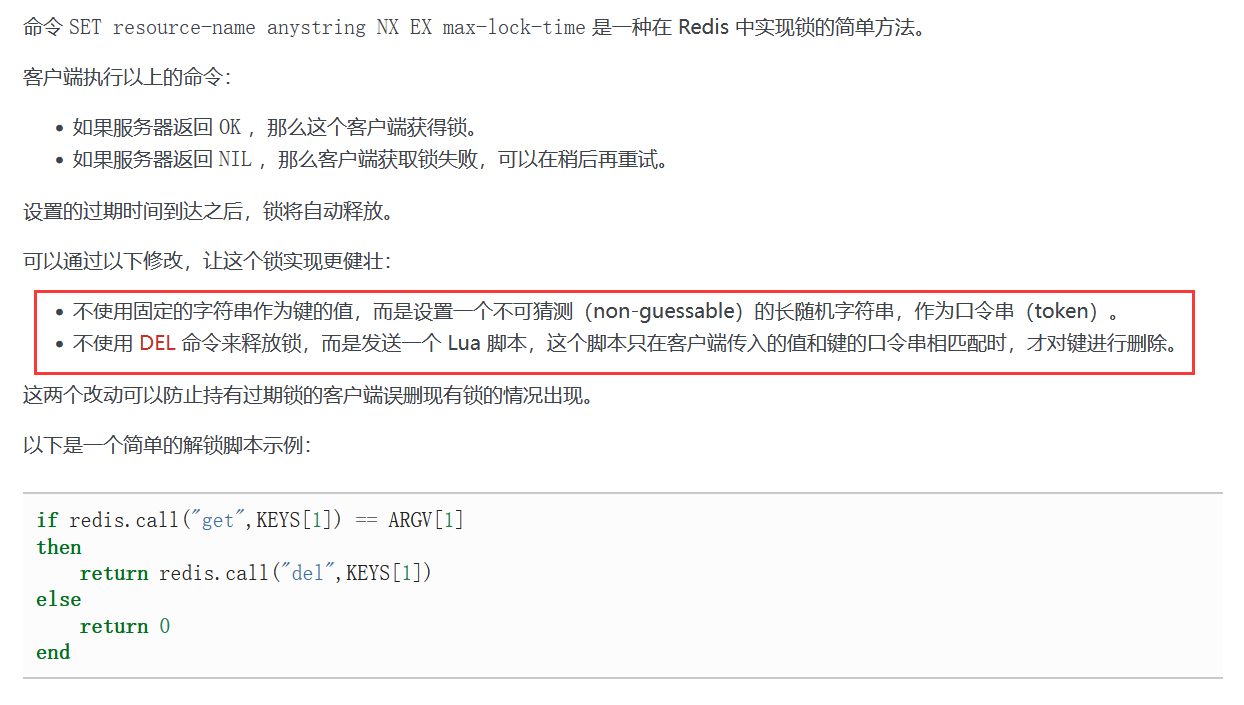 命令 SET resource-name anystring NX EX max-lock-time 是一种在 Redis 中实现锁的简单方法。
客户端执行以上的命令：
• 如果服务器返回 OK ，那么这个客户端获得锁。
• 如果服务器返回 NIL ，那么客户端获取锁失败，可以在稍后再重试。
设置的过期时间到达之后，锁将自动释放。
可以通过以下修改，让这个锁实现更健壮：
• 不使用固定的字符串作为键的值，而是设置一个不可猜测（non-guessable）的长随机字符串，作为口令串（token）。
• 不使用 DEL 命令来释放锁，而是发送一个 Lua 脚本，这个脚本只在客户端传入的值和键的口令串相匹配时，才对键进行删除。
这两个改动可以防止持有过期锁的客户端误删现有锁的情况出现。
以下是一个简单的解锁脚本示例：
if redis.call("get",KEYS[1]) == ARGV[1]
then
    return redis.call("del",KEYS[1])
else
    return 0
end